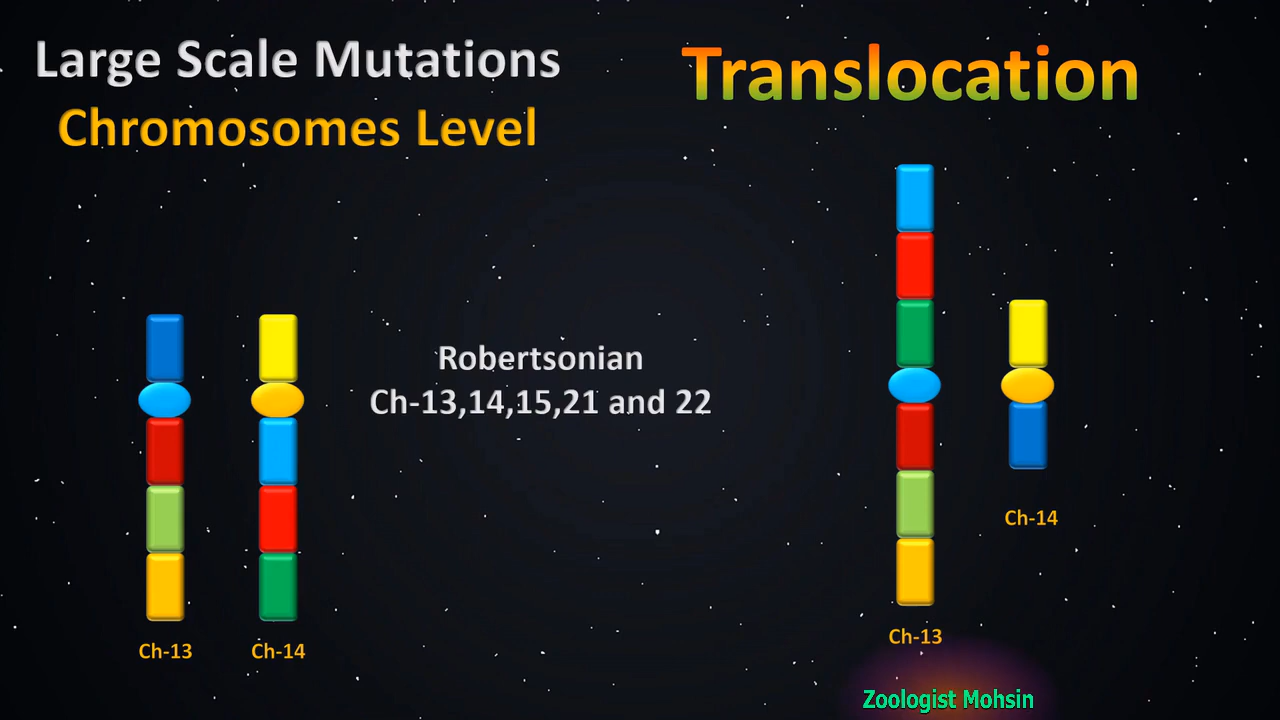 Large Scale Mutations
Chromosomes Level
Translocation
Robertsonian
Ch-13,14,15,21 and 22
Ch-13
Ch-14
Ch-14
Ch-13
Zoologist Mohsin